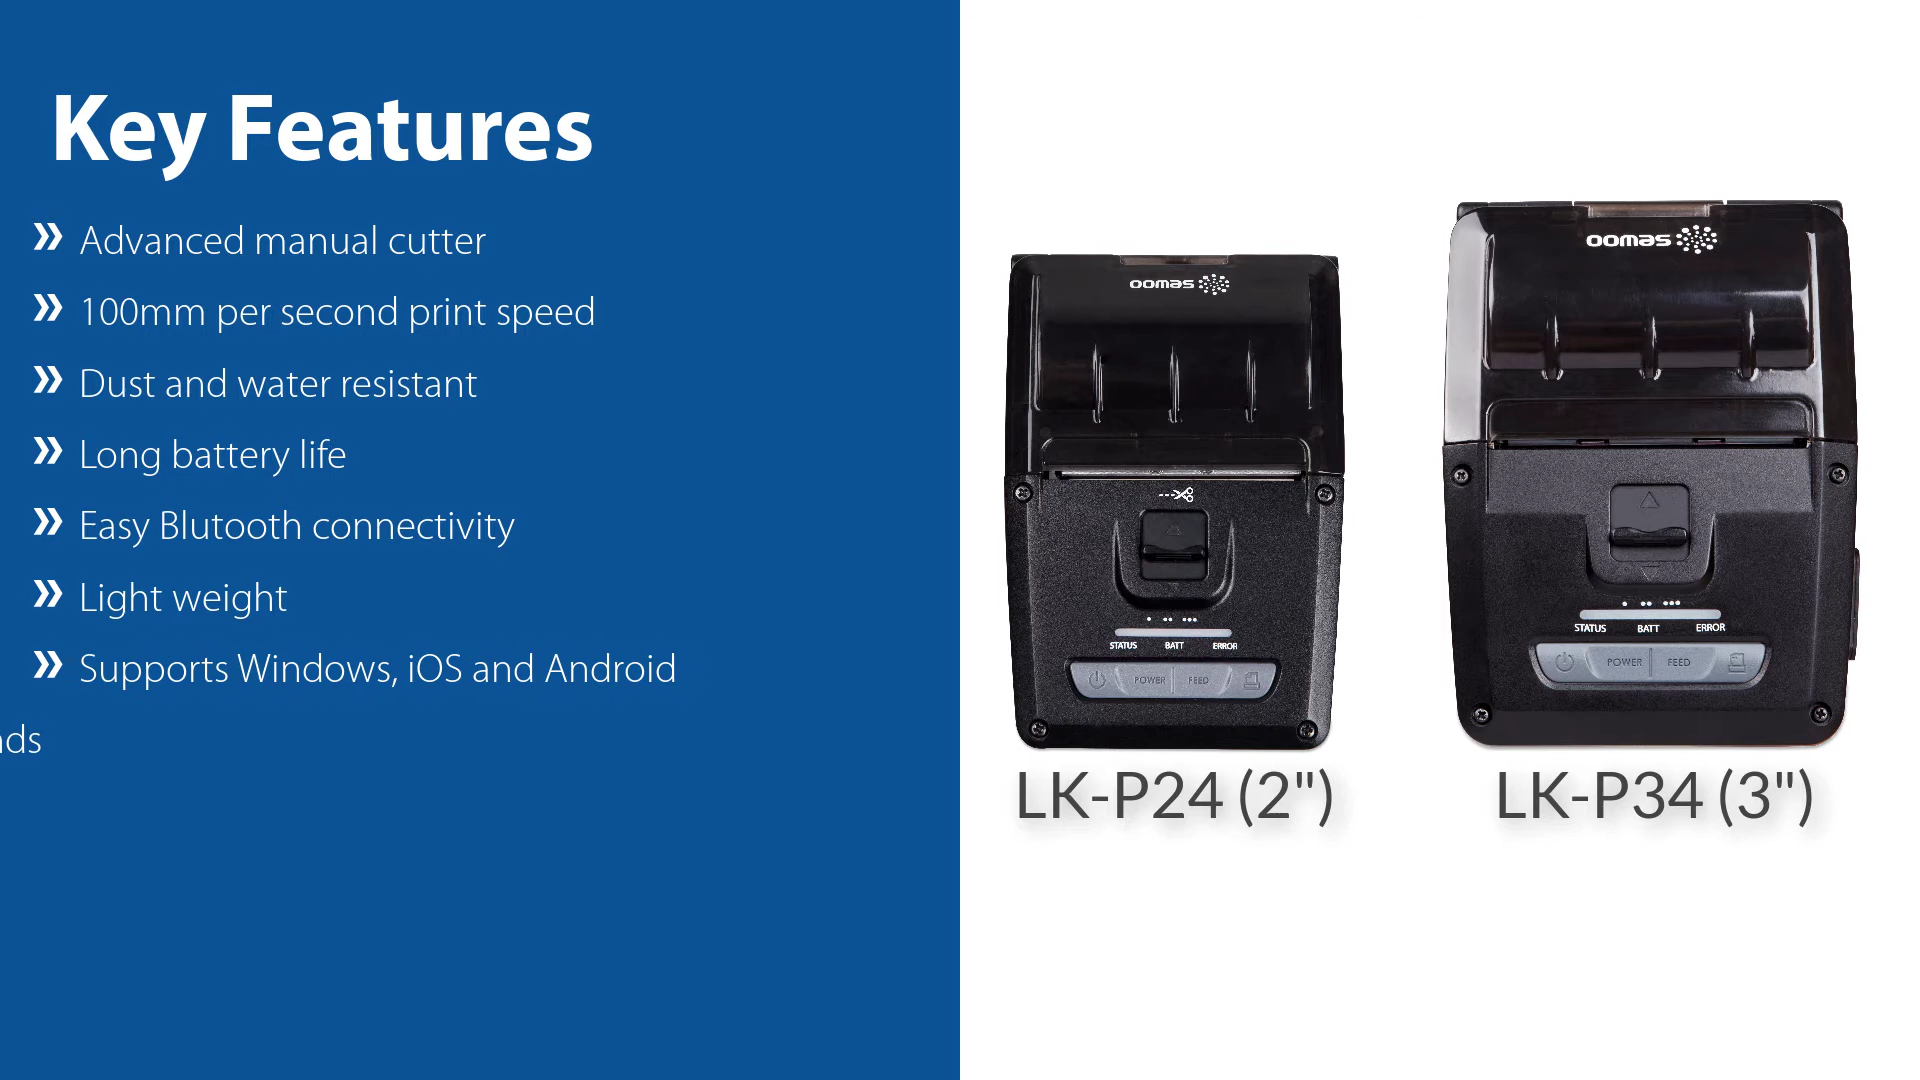 Key Features
Advanced manual cutter
100mm per second print speed
Dust and water resistant
Long battery life
Easy Blutooth connectivity
Light weight
Supports Windows, iOS and Android
ds
sewoo
STATUS BATT ERROR
POWER FEED
LK-P24 (2")
sewoo
STATUS BATT ERROR
POWER FEED
LK-P34 (3")